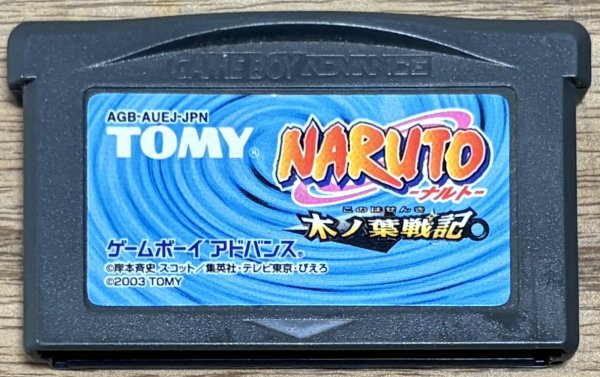 GAME BOY ADVANCE
AGB-AUEJ-JPN
TOMY®
NARUTO
-ナルト-
このはせんき
木ノ葉戦記
ゲームボーイ アドバンス®
©岸本斉史 スコット／集英社・テレビ東京・ぴえろ
©2003 TOMY